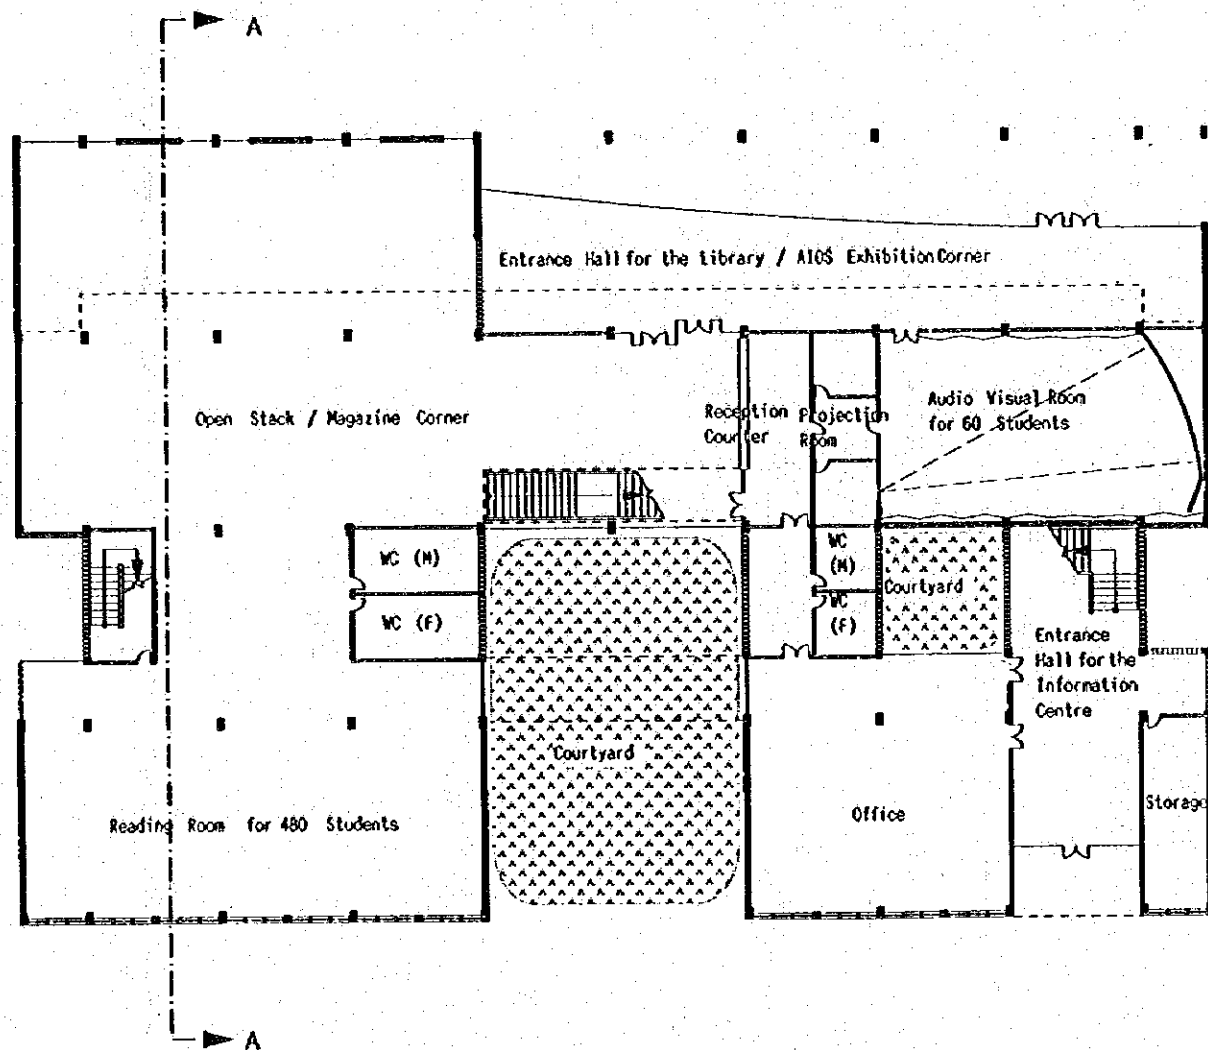 A
Entrance Hall for the Library / AIOS Exhibition Corner
Open Stack / Magazine Corner
Reception
Counter
Projection
Room
Audio Visual Room
for 60 Students
WC (M)
WC (F)
WC
(M)
WC
(F)
Courtyard
Entrance
Hall for the
Information
Centre
Courtyard
Reading Room for 480 Students
Office
Storage
A